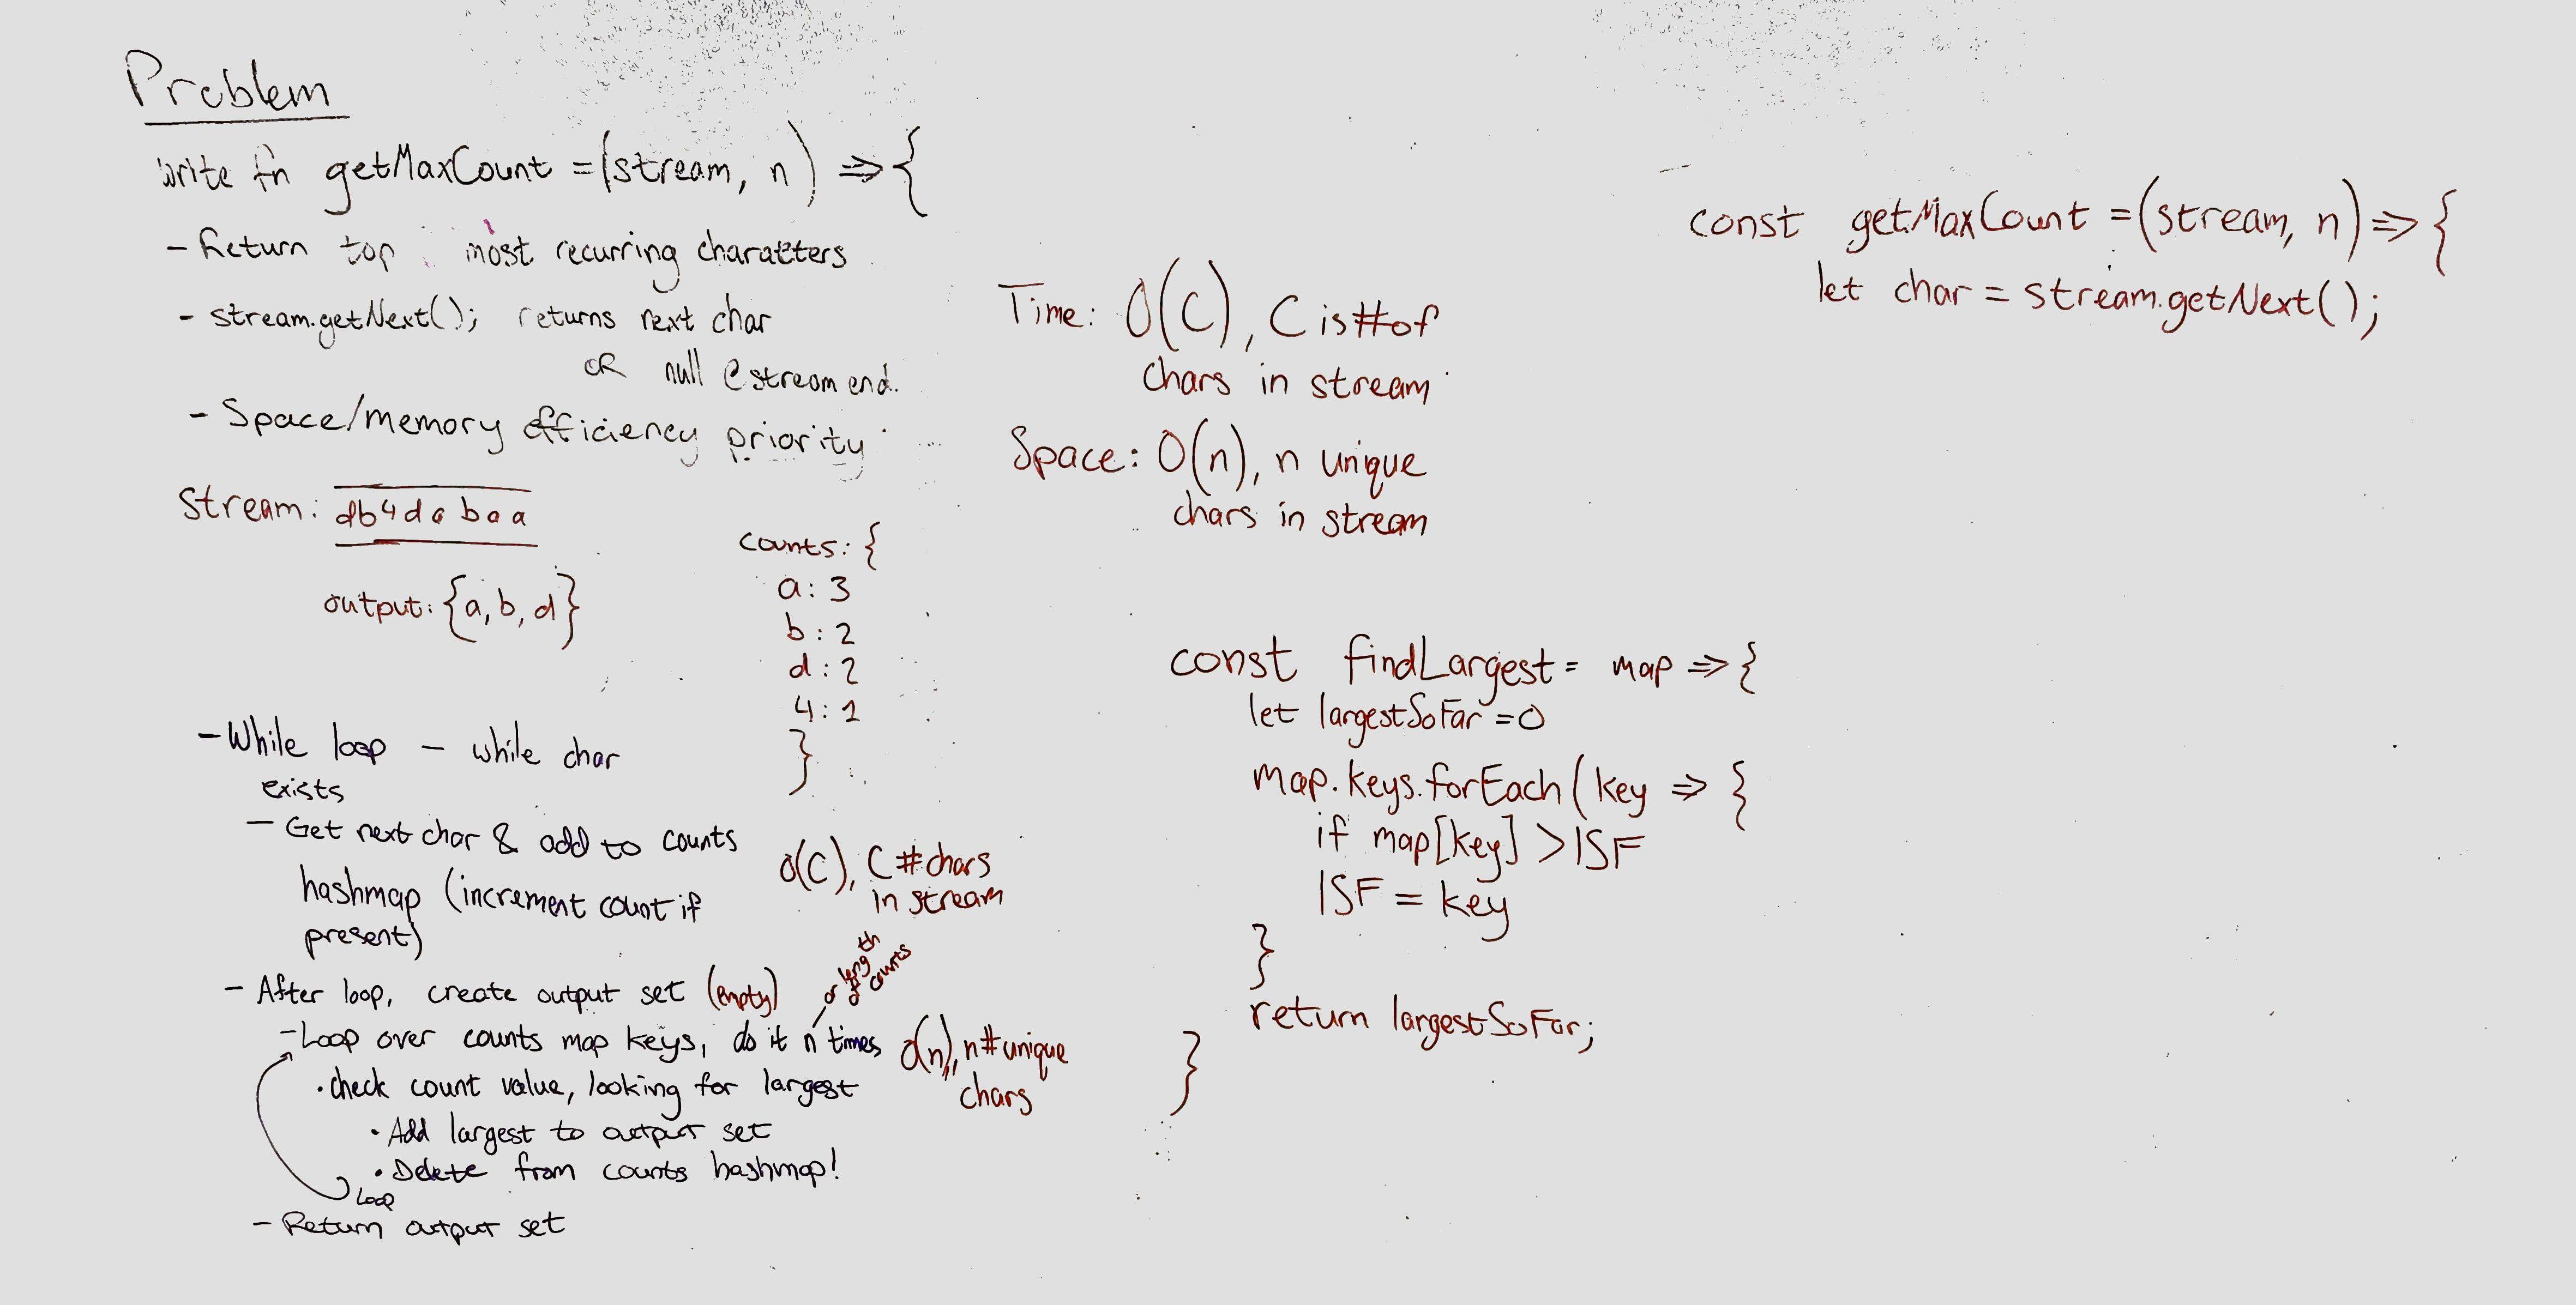 Problem
Write fn getMaxCount = (stream, n) => {
- Return top most recurring characters
- stream.getNext(); returns next char
OR null @ stream end.
- Space/memory efficiency priority
Stream: db4dabaa
output: {a, b, d}
counts: {
a: 3
b: 2
d: 2
4: 1
}
- While loop - while char
exists
- Get next char & add to counts
hashmap (increment count if
present)
O(C), C # chars
in stream
- After loop, create output set (empty)
or length
of counts
- Loop over counts map keys, do it n times
O(n), n # unique
chars
• check count value, looking for largest
• Add largest to output set
• Delete from counts hashmap!
Loop
- Return output set
Time: O(C), C is # of
chars in stream
Space: O(n), n unique
chars in stream
const findLargest = map => {
let largestSoFar = 0
map.keys.forEach(key => {
if map[key] > lSF
lSF = key
}
return largestSoFar;
}
const getMaxCount = (stream, n) => {
let char = stream.getNext();